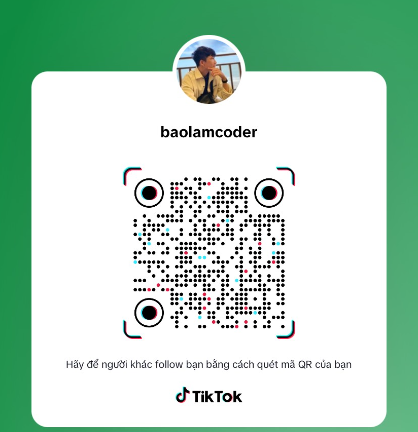 baolamcoder
Hãy để người khác follow bạn bằng cách quét mã QR của bạn
TikTok